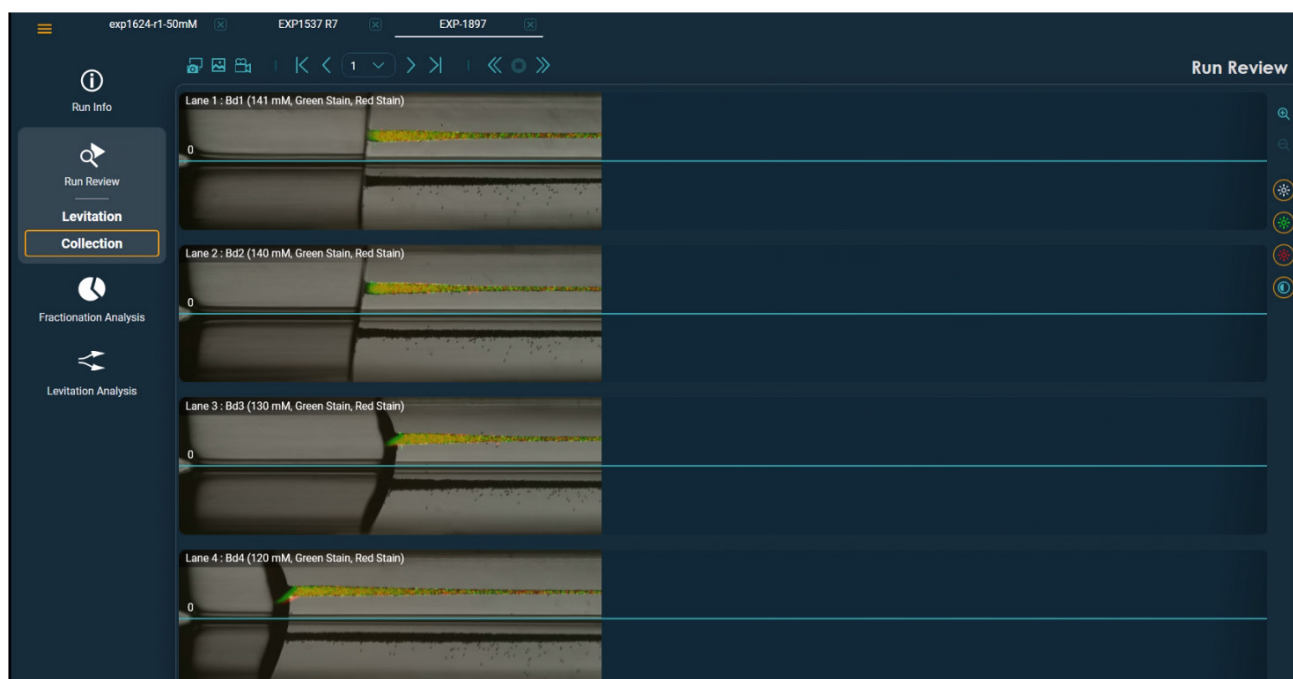 exp1624-r1-50mM
EXP1537 R7
EXP-1897
1
Run Review
Run Info
Run Review
Levitation
Collection
Fractionation Analysis
Levitation Analysis
Lane 1 : Bd1 (141 mM, Green Stain, Red Stain)
0
Lane 2 : Bd2 (140 mM, Green Stain, Red Stain)
0
Lane 3 : Bd3 (130 mM, Green Stain, Red Stain)
0
Lane 4 : Bd4 (120 mM, Green Stain, Red Stain)
0